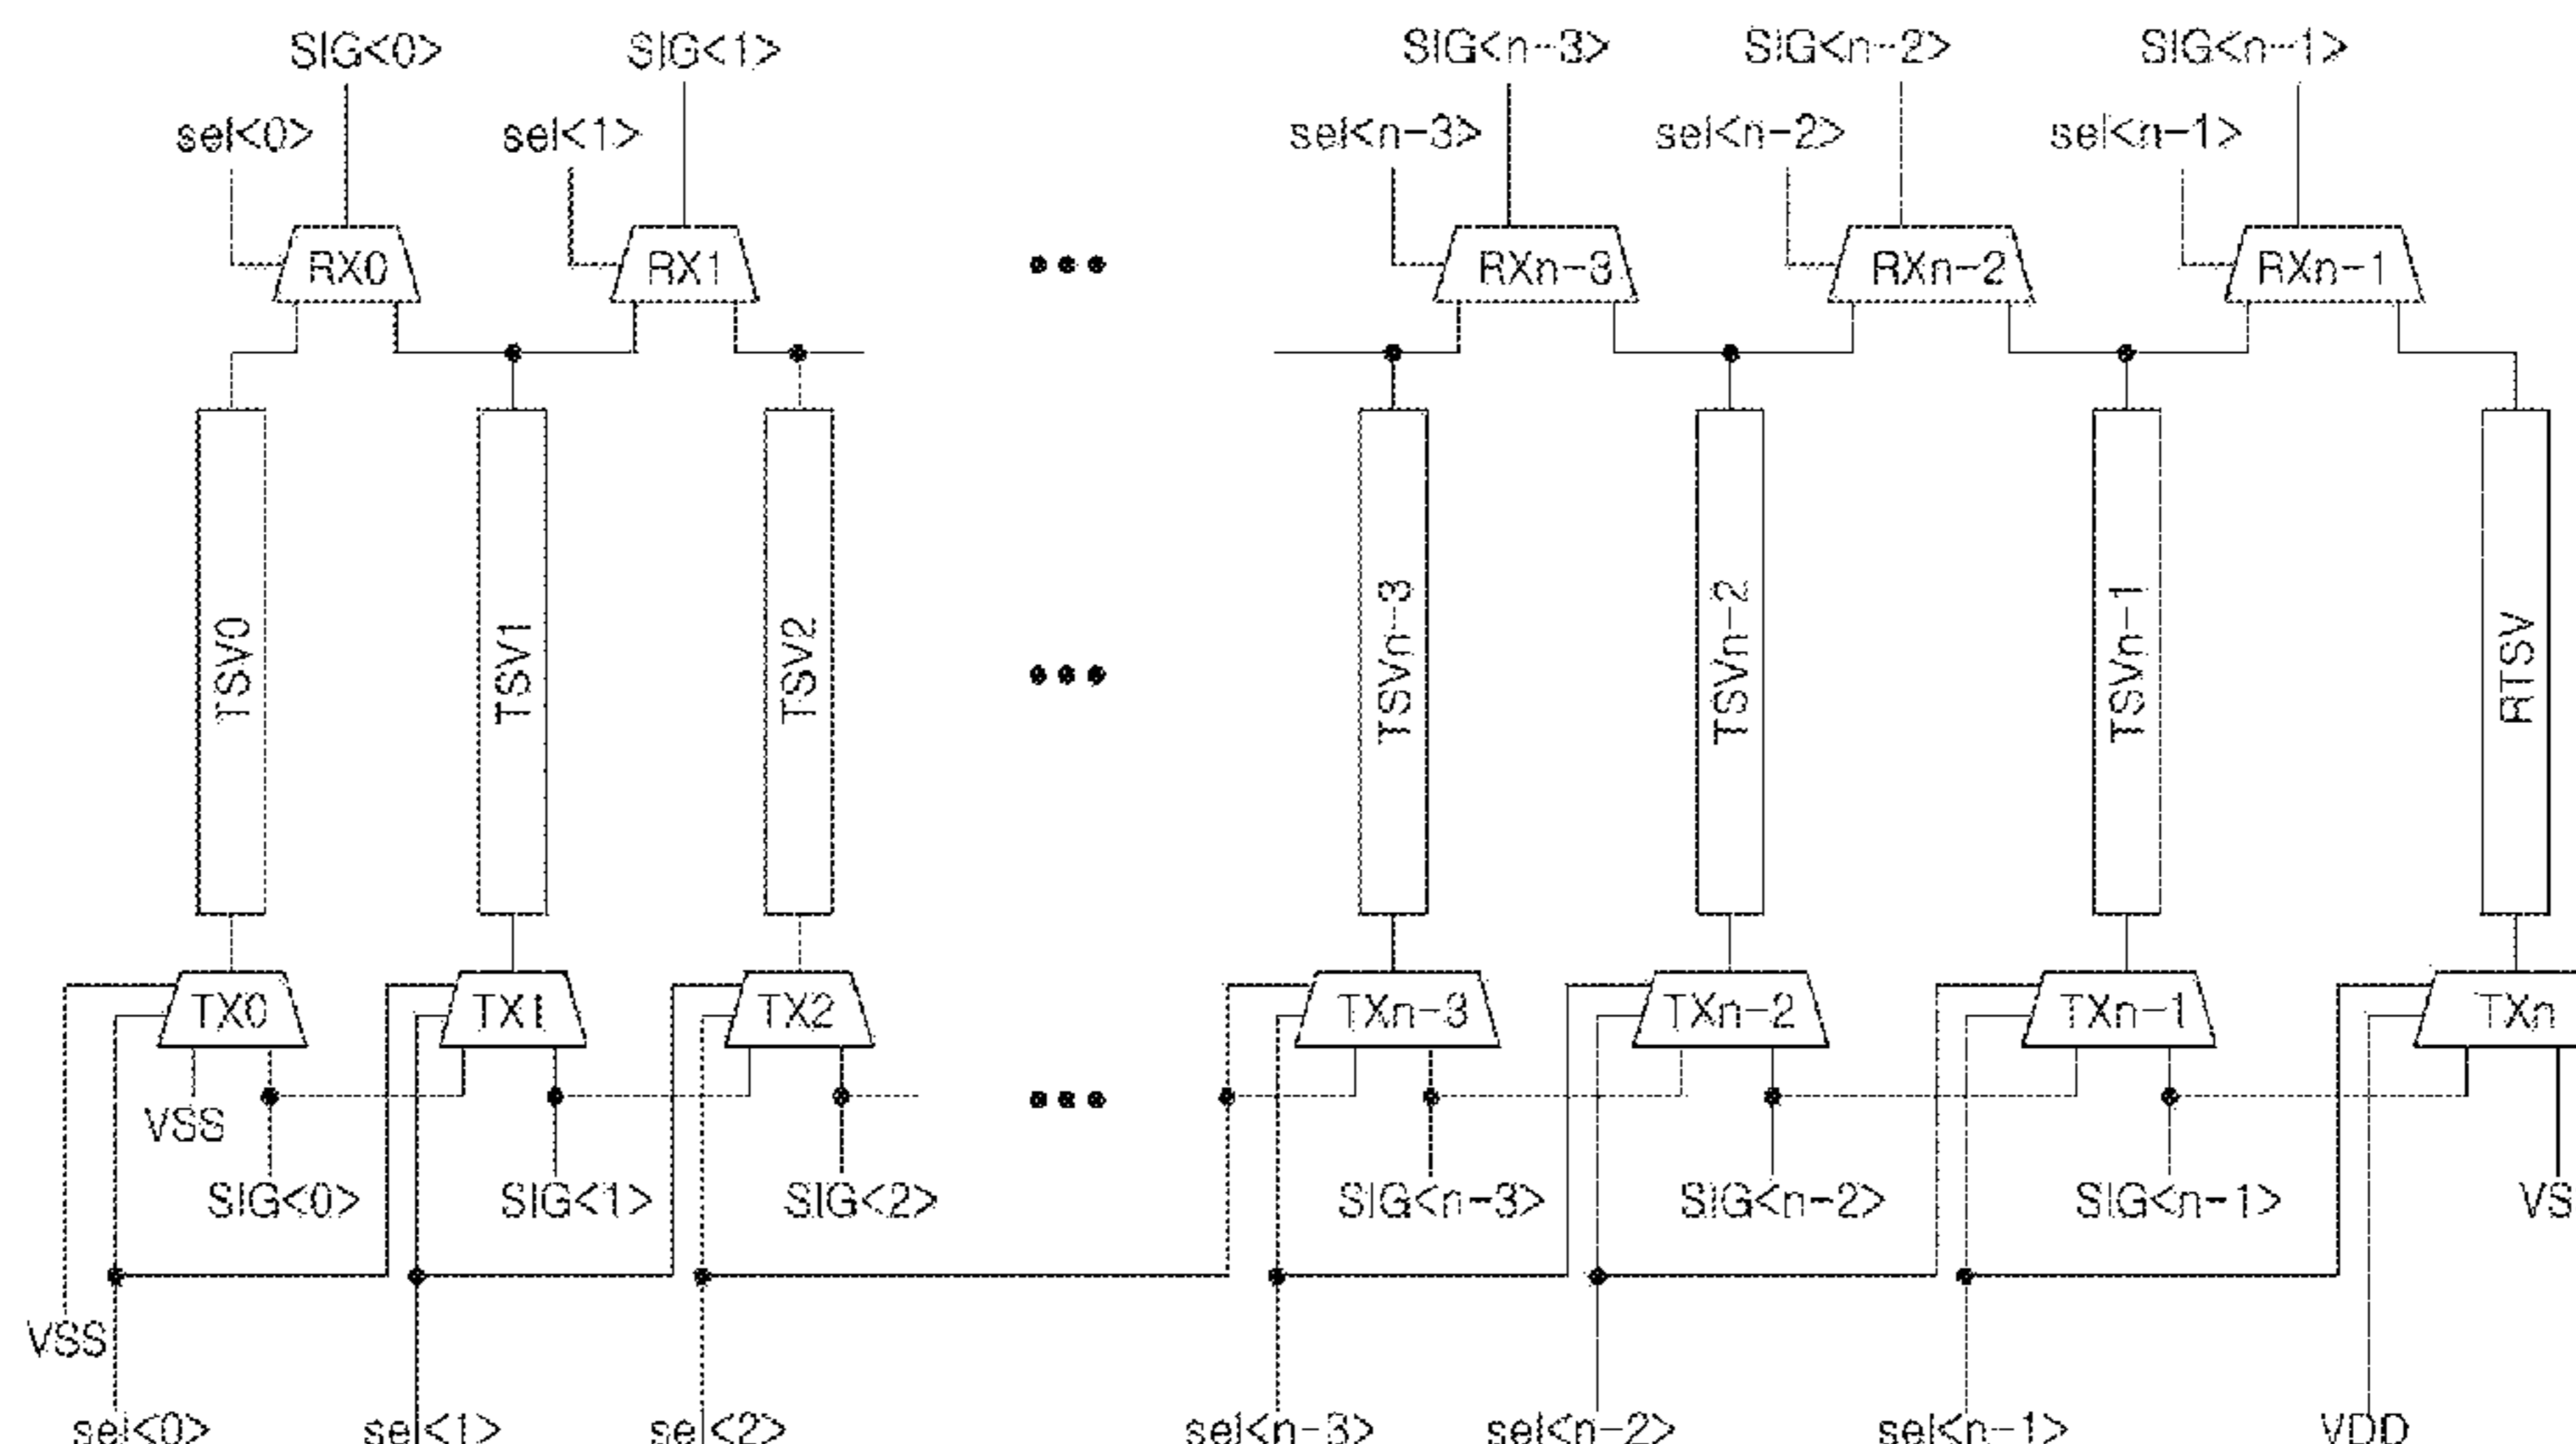 SIG<0> SIG<1> SIG<n-3> SIG<n-2> SIG<n-1>
sel<0> sel<1> sel<n-3> sel<n-2> sel<n-1>
RX0 RX1 RXn-3 RXn-2 RXn-1
TSV0 TSV1 TSV2 TSVn-3 TSVn-2 TSVn-1 RTSV
TX0 TX1 TX2 TXn-3 TXn-2 TXn-1 TXn
VSS
SIG<0> SIG<1> SIG<2> SIG<n-3> SIG<n-2> SIG<n-1> VS
VSS
sel<0> sel<1> sel<2> sel<n-3> sel<n-2> sel<n-1> VDD